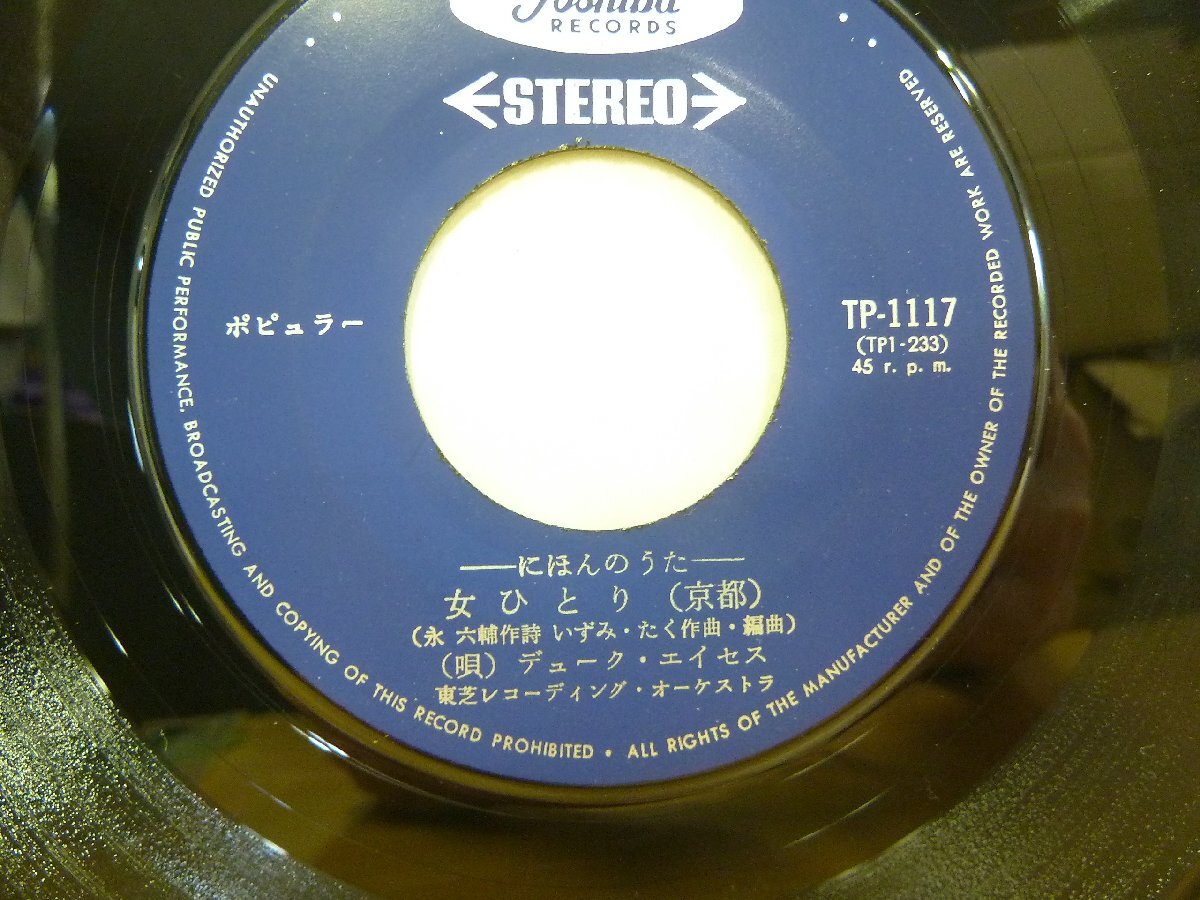 Toshiba
RECORDS
STEREO
ポピュラー
TP-1117
(TP1-233)
45 r. p. m.
──にほんのうた──
女ひとり (京都)
(永 六輔作詩 いずみ・たく作曲・編曲)
(唄) デューク・エイセス
東芝レコーディング・オーケストラ
UNAUTHORIZED PUBLIC PERFORMANCE, BROADCASTING AND COPYING OF THIS RECORD PROHIBITED • ALL RIGHTS OF THE MANUFACTURER AND OF THE OWNER OF THE RECORDED WORK ARE RESERVED